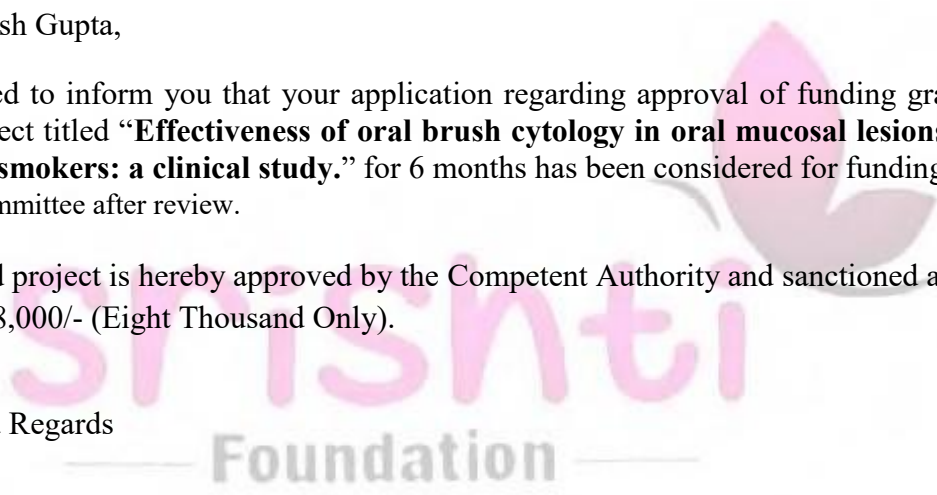 sh Gupta,
ed to inform you that your application regarding approval of funding gra
ect titled “Effectiveness of oral brush cytology in oral mucosal lesions
smokers: a clinical study.” for 6 months has been considered for funding
mmittee after review.
d project is hereby approved by the Competent Authority and sanctioned a
8,000/- (Eight Thousand Only).
srishti
Regards
Foundation